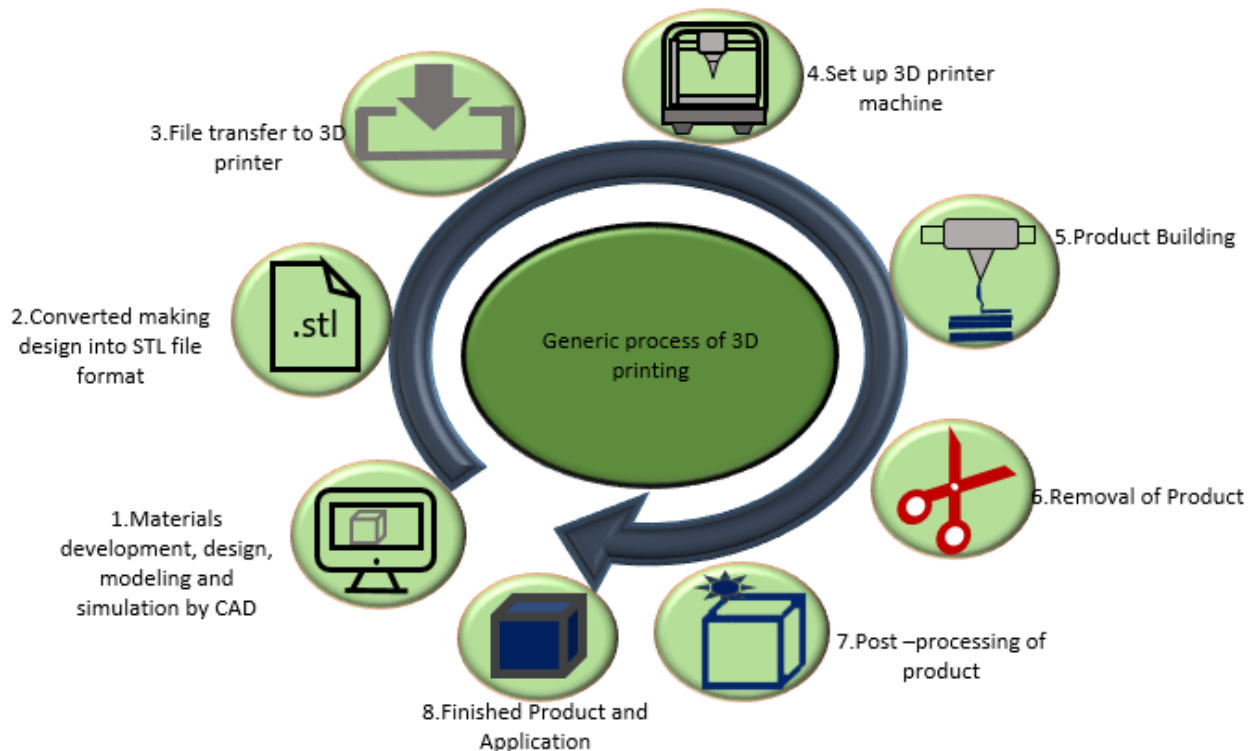 4.Set up 3D printer
machine
3.File transfer to 3D
printer
5.Product Building
.stl
2.Converted making
design into STL file
format
Generic process of 3D
printing
6.Removal of Product
1.Materials
development, design,
modeling and
simulation by CAD
7.Post –processing of
product
8.Finished Product and
Application